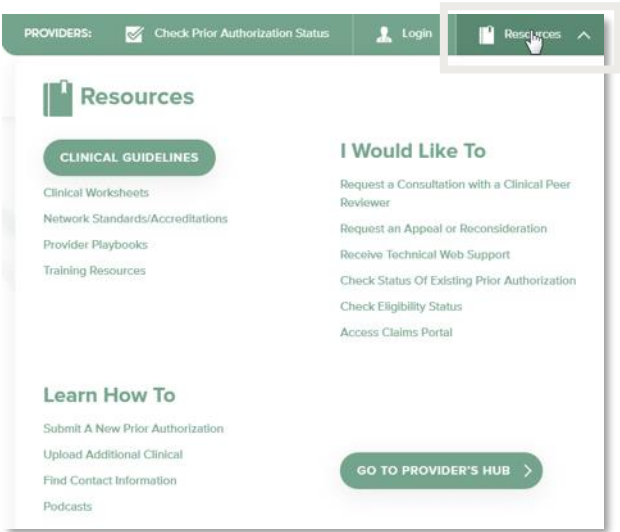 PROVIDERS:
Check Prior Authorization Status
Login
Resources
Resources
CLINICAL GUIDELINES
Clinical Worksheets
Network Standards/Accreditations
Provider Playbooks
Training Resources
I Would Like To
Request a Consultation with a Clinical Peer
Reviewer
Request an Appeal or Reconsideration
Receive Technical Web Support
Check Status Of Existing Prior Authorization
Check Eligibility Status
Access Claims Portal
Learn How To
Submit A New Prior Authorization
Upload Additional Clinical
Find Contact Information
Podcasts
GO TO PROVIDER'S HUB